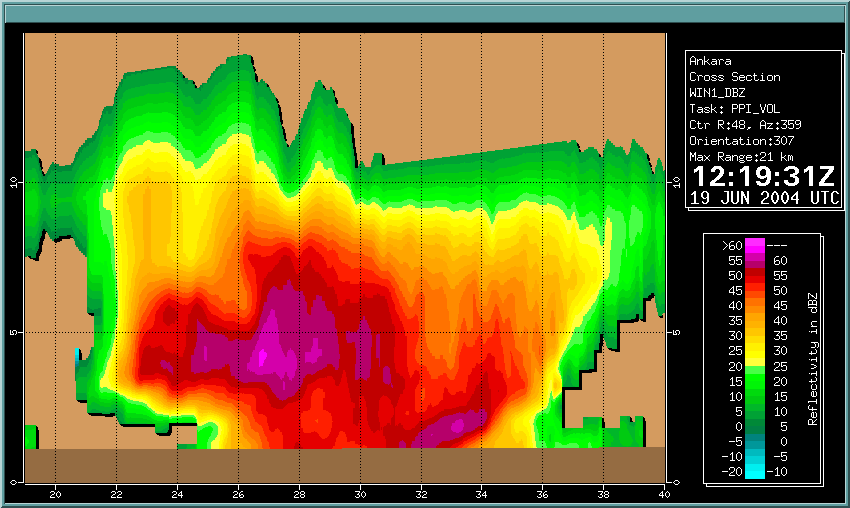 Ankara
Cross Section
WIN1_DBZ
Task: PPI_VOL
Ctr R:48, Az:359
Orientation:307
Max Range:21 km
12:19:31Z
19 JUN 2004 UTC
10 10
5 5
0 0
20 22 24 26 28 30 32 34 36 38 40
>60 ---
55 60
50 55
45 50
40 45
35 40
30 35
25 30
20 25
15 20
10 15
5 10
0 5
-5 0
-10 -5
-15 -10
-20 -10
Reflectivity in dBZ